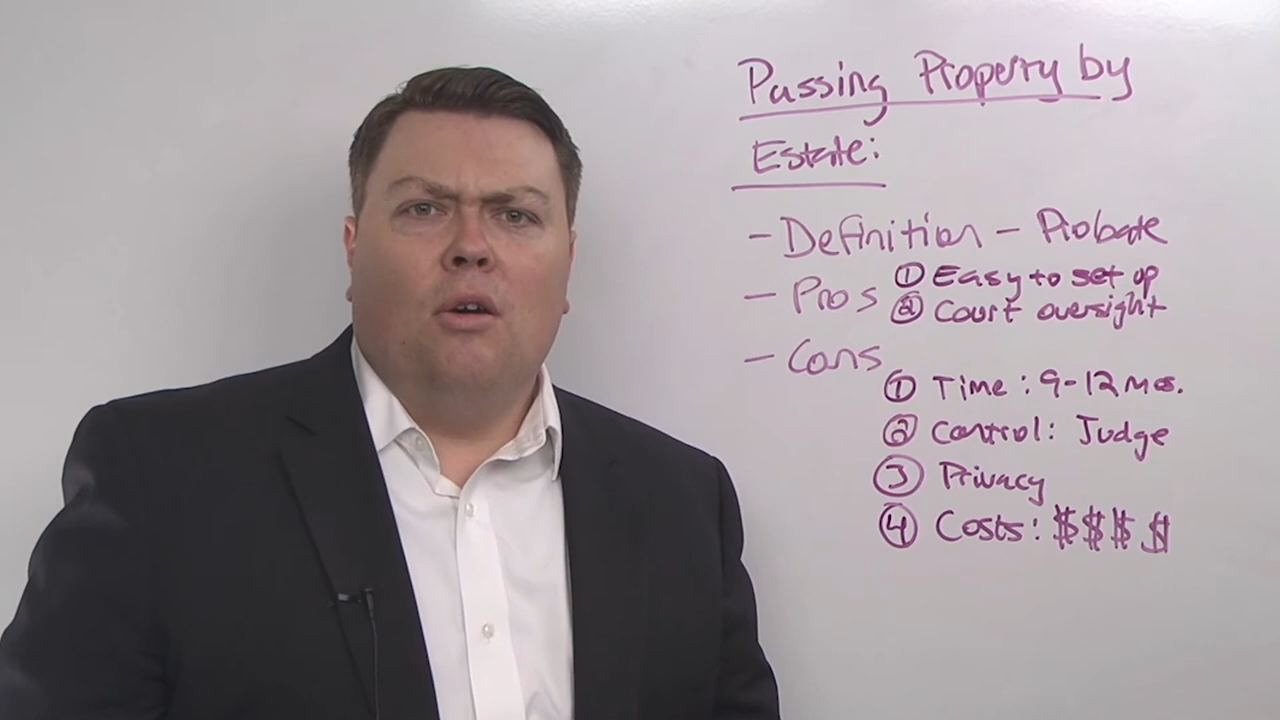 Passing Property by
Estate:
- Definition - Probate
- Pros ① Easy to set up
② Court oversight
- Cons
① Time: 9-12 mos.
② Control: Judge
③ Privacy
④ Costs: $$$$